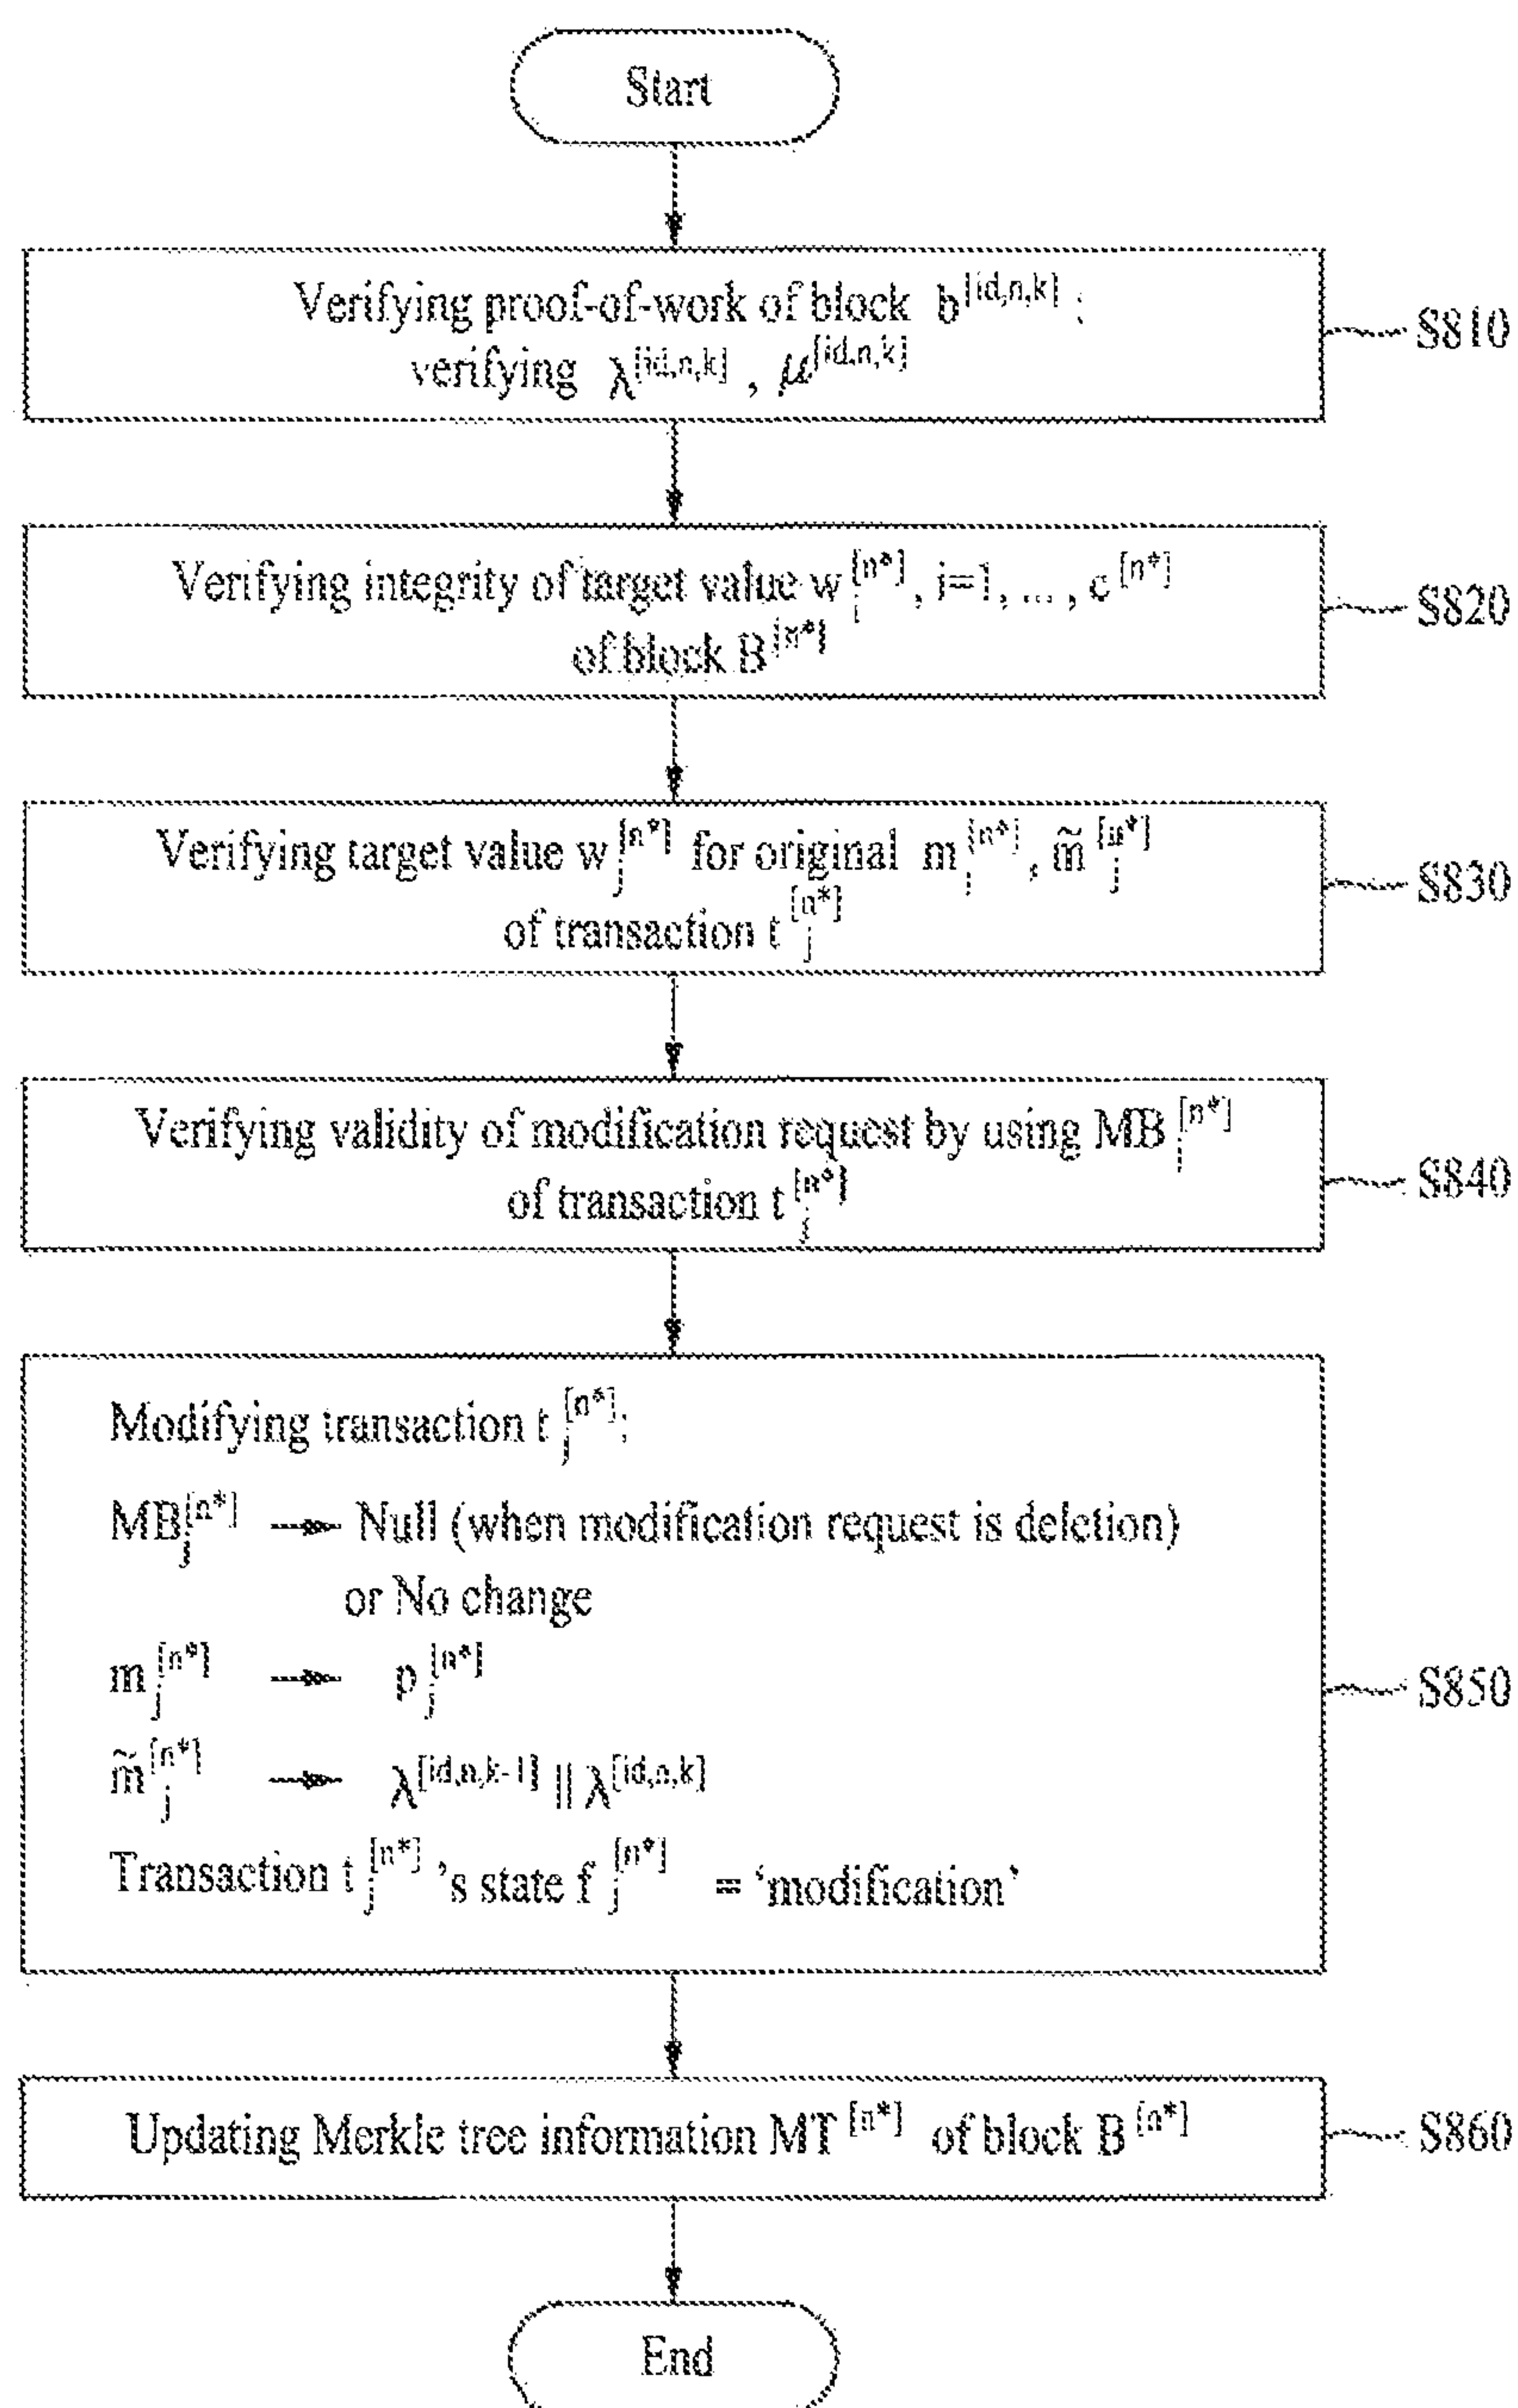 Start
Verifying proof-of-work of block b^[id,n,k] ;
verifying λ^[id,n,k] , μ^[id,n,k]
S810
Verifying integrity of target value w_i^[n*] , i=1, ... , c^[n*]
of block B^[n*]
S820
Verifying target value w_j^[n*] for original m_j^[n*] , m̃_j^[n*]
of transaction t_j^[n*]
S830
Verifying validity of modification request by using MB_j^[n*]
of transaction t_j^[n*]
S840
Modifying transaction t_j^[n*];
MB_j^[n*] → Null (when modification request is deletion)
or No change
m_j^[n*] → p_j^[n*]
m̃_j^[n*] → λ^[id,n,k-1] || λ^[id,n,k]
Transaction t_j^[n*] 's state f_j^[n*] = ‘modification’
S850
Updating Merkle tree information MT^[n*] of block B^[n*]
S860
End